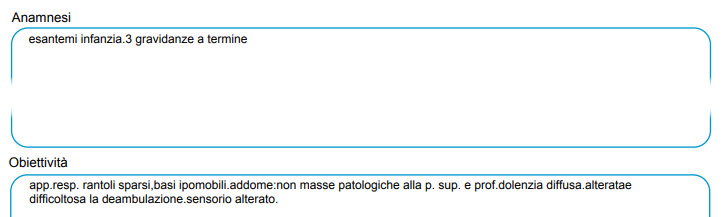 Anamnesi
esantemi infanzia.3 gravidanze a termine
Obiettività
app.resp. rantoli sparsi,basi ipomobili.addome:non masse patologiche alla p. sup. e prof.dolenzia diffusa.alteratae
difficoltosa la deambulazione.sensorio alterato.